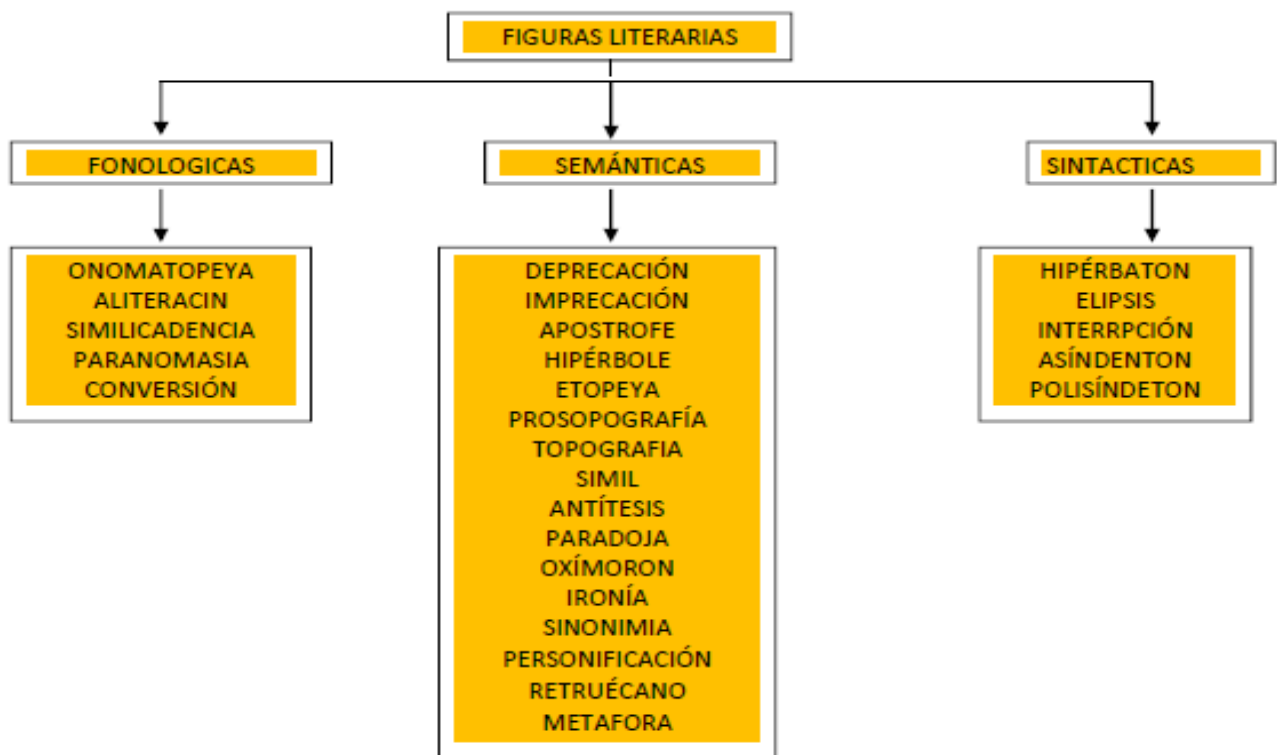 FIGURAS LITERARIAS
FONOLOGICAS
ONOMATOPEYA
ALITERACIN
SIMILICADENCIA
PARANOMASIA
CONVERSIÓN
SEMÁNTICAS
DEPRECACIÓN
IMPRECACIÓN
APOSTROFE
HIPÉRBOLE
ETOPEYA
PROSOPOGRAFÍA
TOPOGRAFIA
SIMIL
ANTÍTESIS
PARADOJA
OXÍMORON
IRONÍA
SINONIMIA
PERSONIFICACIÓN
RETRUÉCANO
METAFORA
SINTACTICAS
HIPÉRBATON
ELIPSIS
INTERRPCIÓN
ASÍNDENTON
POLISÍNDETON